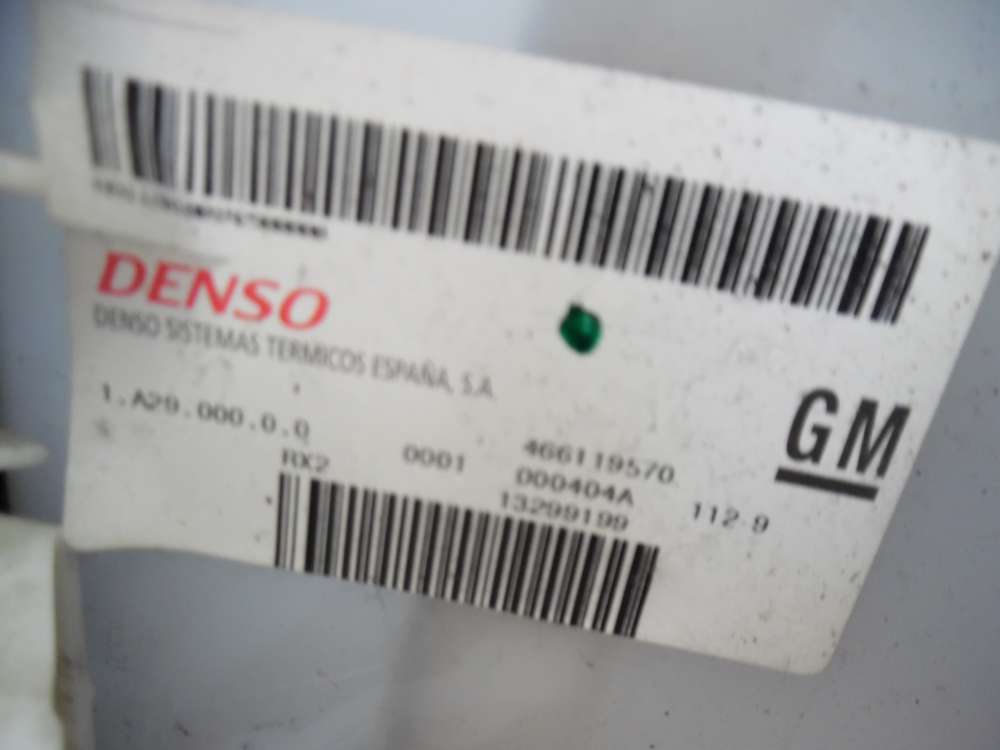 DENSO
DENSO SISTEMAS TERMICOS ESPAÑA, S.A.
GM
1.A29.000.0.0
466119570
RX2 0001 000404A 112-9
13299199